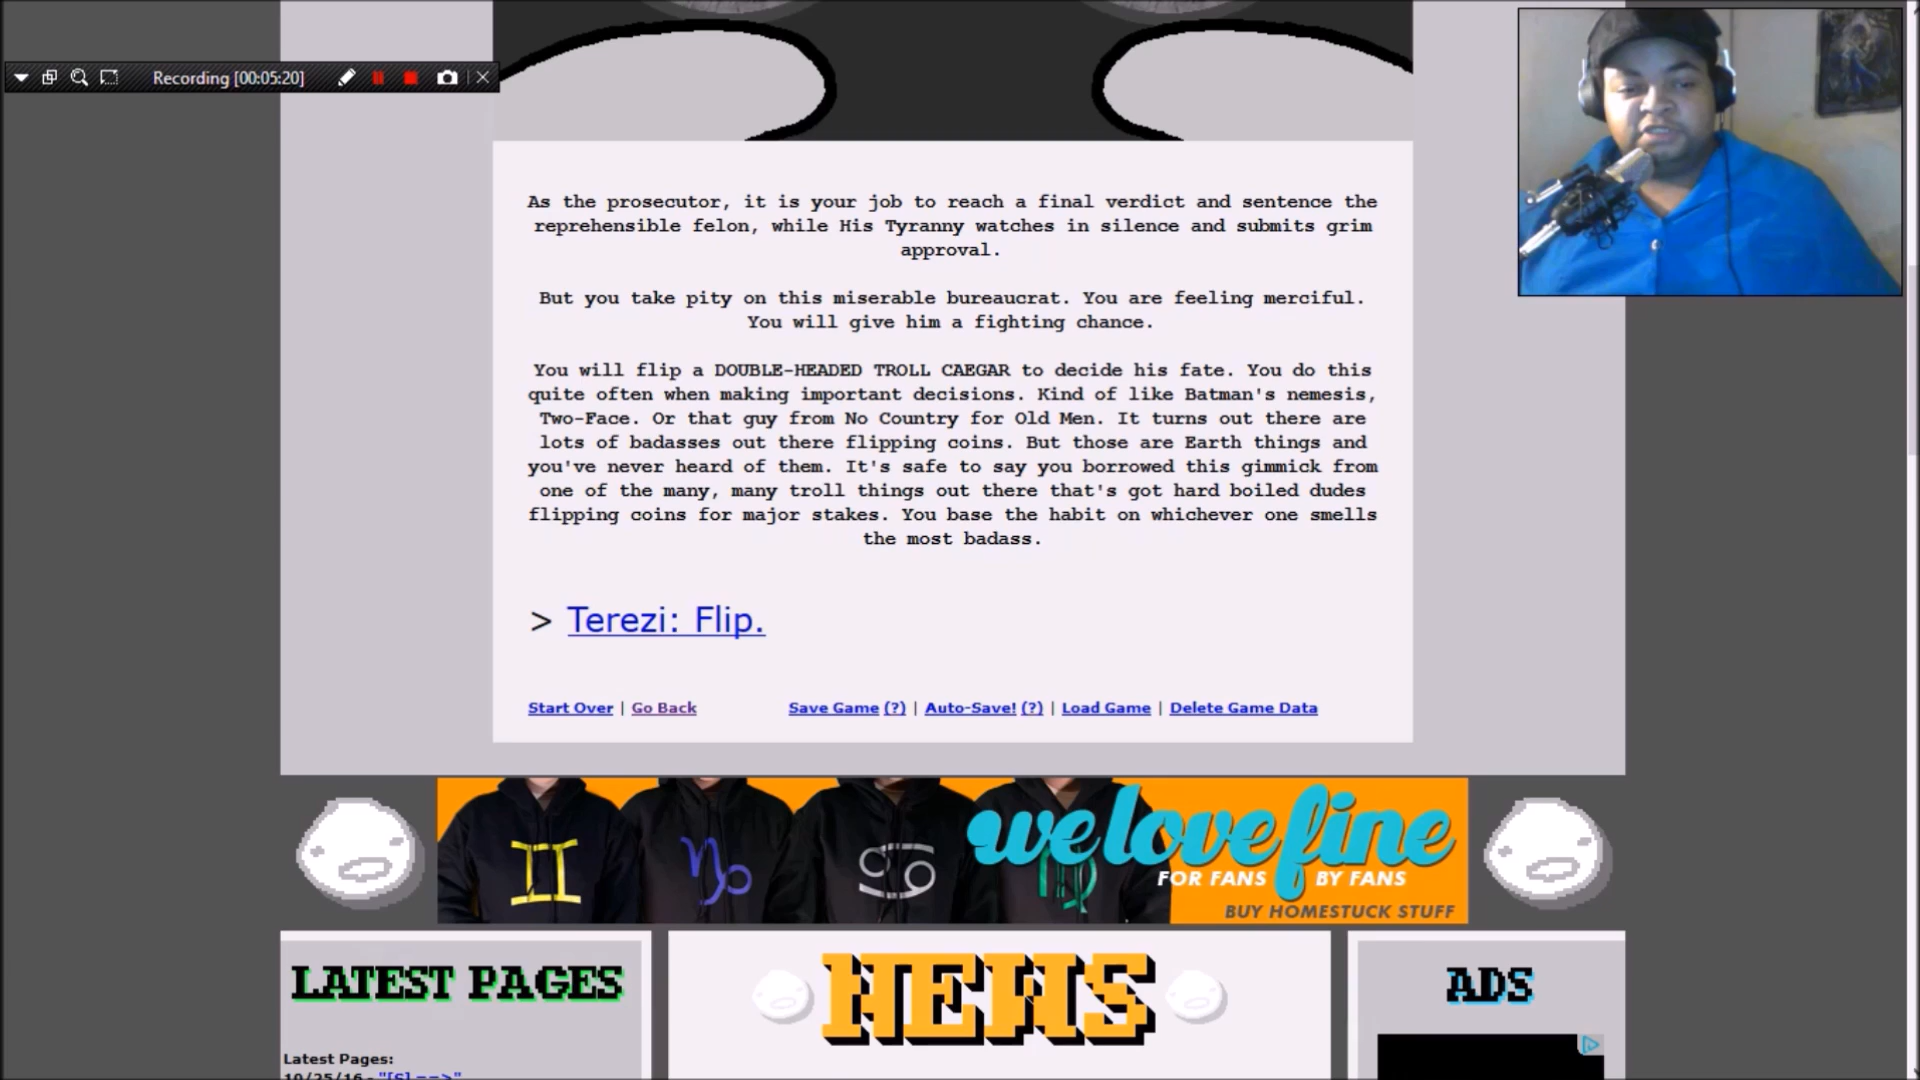 Recording [00:05:20]
As the prosecutor, it is your job to reach a final verdict and sentence the
reprehensible felon, while His Tyranny watches in silence and submits grim
approval.
But you take pity on this miserable bureaucrat. You are feeling merciful.
You will give him a fighting chance.
You will flip a DOUBLE-HEADED TROLL CAEGAR to decide his fate. You do this
quite often when making important decisions. Kind of like Batman's nemesis,
Two-Face. Or that guy from No Country for Old Men. It turns out there are
lots of badasses out there flipping coins. But those are Earth things and
you've never heard of them. It's safe to say you borrowed this gimmick from
one of the many, many troll things out there that's got hard boiled dudes
flipping coins for major stakes. You base the habit on whichever one smells
the most badass.
> Terezi: Flip.
Start Over | Go Back Save Game (?) | Auto-Save! (?) | Load Game | Delete Game Data
welovefine
FOR FANS BY FANS
BUY HOMESTUCK STUFF
LATEST PAGES
NEWS
ADS
Latest Pages:
10/25/16 - "[S] ==>"